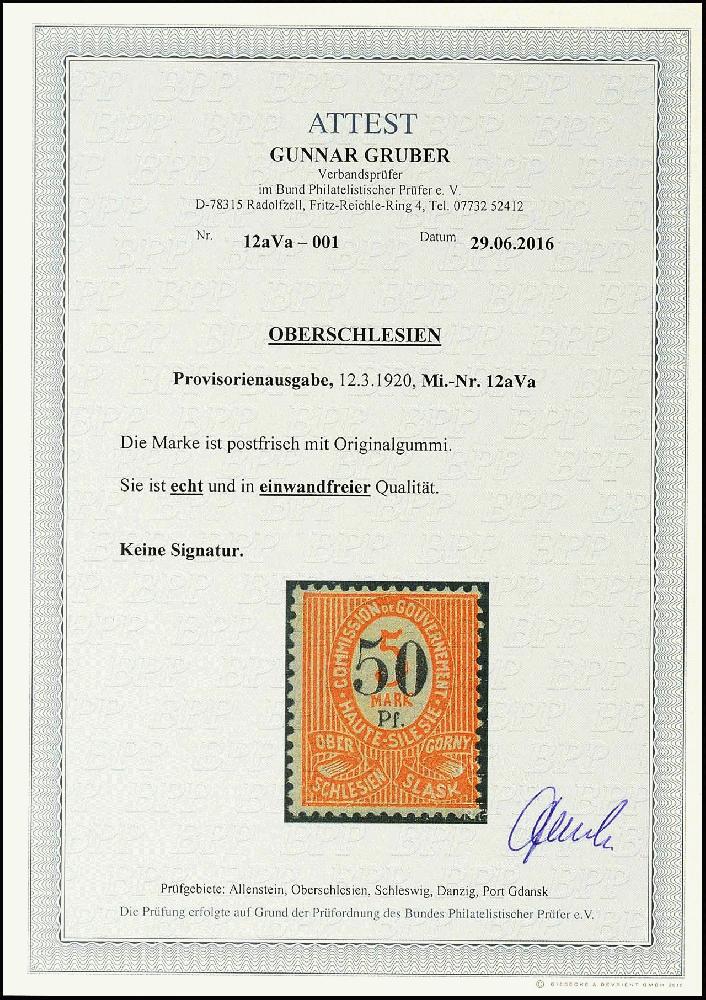 ATTEST
GUNNAR GRUBER
Verbandsprüfer
im Bund Philatelistischer Prüfer e. V.
D-78315 Radolfzell, Fritz-Reichle-Ring 4, Tel. 07732 52412
Nr. 12aVa – 001 Datum 29.06.2016
OBERSCHLESIEN
Provisorienausgabe, 12.3.1920, Mi.-Nr. 12aVa
Die Marke ist postfrisch mit Originalgummi.
Sie ist echt und in einwandfreier Qualität.
Keine Signatur.
COMMISSION DE GOUVERNEMENT
5
50
MARK
Pf.
HAUTE-SILESIE
OBER GORNY
SCHLESIEN SLASK
Prüfgebiete: Allenstein, Oberschlesien, Schleswig, Danzig, Port Gdansk
Die Prüfung erfolgte auf Grund der Prüfordnung des Bundes Philatelistischer Prüfer e.V.
© GIESECKE & DEVRIENT GMBH